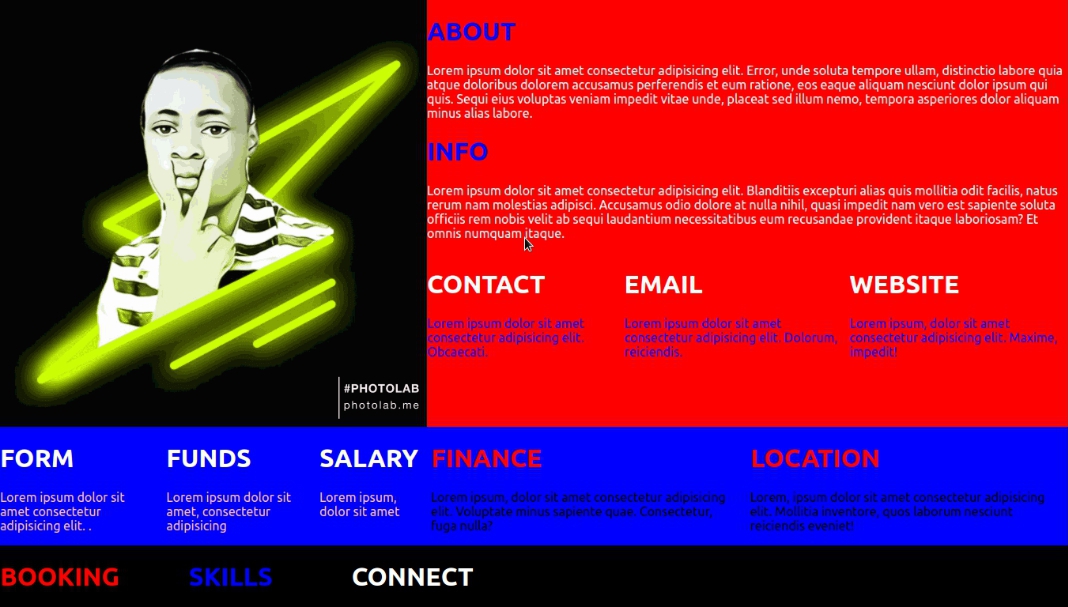 ABOUT
Lorem ipsum dolor sit amet consectetur adipisicing elit. Error, unde soluta tempore ullam, distinctio labore quia
atque doloribus dolorem accusamus perferendis et eum ratione, eos eaque aliquam nesciunt dolor ipsum qui
quis. Sequi eius voluptas veniam impedit vitae unde, placeat sed illum nemo, tempora asperiores dolor aliquam
minus alias labore.
INFO
Lorem ipsum dolor sit amet consectetur adipisicing elit. Blanditiis excepturi alias quis mollitia odit facilis, natus
rerum nam molestias adipisci. Accusamus odio dolore at nulla nihil, quasi impedit nam vero est sapiente soluta
officiis rem nobis velit ab sequi laudantium necessitatibus eum recusandae provident itaque laboriosam? Et
omnis numquam itaque.
CONTACT
Lorem ipsum dolor sit amet
consectetur adipisicing elit.
Obcaecati.
EMAIL
Lorem ipsum dolor sit amet
consectetur adipisicing elit. Dolorum,
reiciendis.
WEBSITE
Lorem ipsum, dolor sit amet
consectetur adipisicing elit. Maxime,
impedit!
#PHOTOLAB
photolab.me
FORM
Lorem ipsum dolor sit
amet consectetur
adipisicing elit. .
FUNDS
Lorem ipsum dolor sit
amet, consectetur
adipisicing
SALARY
Lorem ipsum,
dolor sit amet
FINANCE
Lorem ipsum, dolor sit amet consectetur adipisicing
elit. Voluptate minus sapiente quae. Consectetur,
fuga nulla?
LOCATION
Lorem ipsum, dolor sit amet consectetur adipisicing
elit. Mollitia inventore, quos laborum nesciunt
reiciendis eveniet!
BOOKING
SKILLS
CONNECT